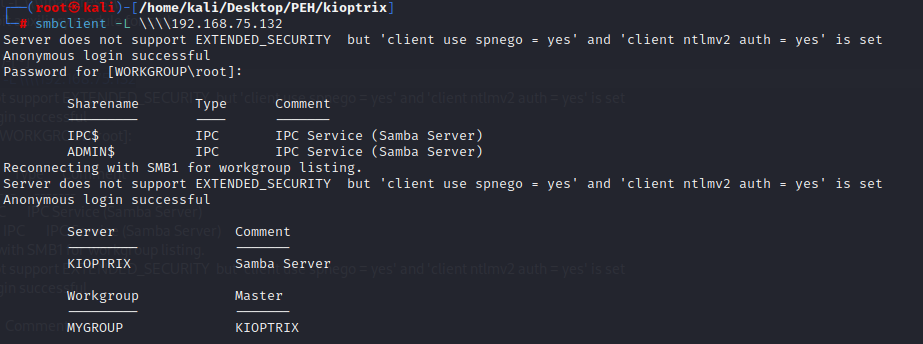 ┌──(root㉿kali)-[/home/kali/Desktop/PEH/kioptrix]
└─# smbclient -L \\\\192.168.75.132
Server does not support EXTENDED_SECURITY  but 'client use spnego = yes' and 'client ntlmv2 auth = yes' is set
Anonymous login successful
Password for [WORKGROUP\root]:
Sharename       Type      Comment
---------       ----      -------
IPC$            IPC       IPC Service (Samba Server)
ADMIN$          IPC       IPC Service (Samba Server)
Reconnecting with SMB1 for workgroup listing.
Server does not support EXTENDED_SECURITY  but 'client use spnego = yes' and 'client ntlmv2 auth = yes' is set
Anonymous login successful
Server               Comment
---------            -------
KIOPTRIX             Samba Server
Workgroup            Master
---------            -------
MYGROUP              KIOPTRIX